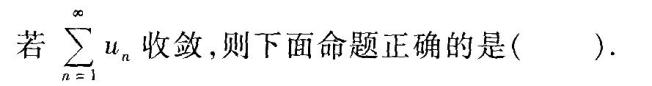 若 $\sum_{n=1}^{\infty} u_n$ 收敛,则下面命题正确的是(　　).